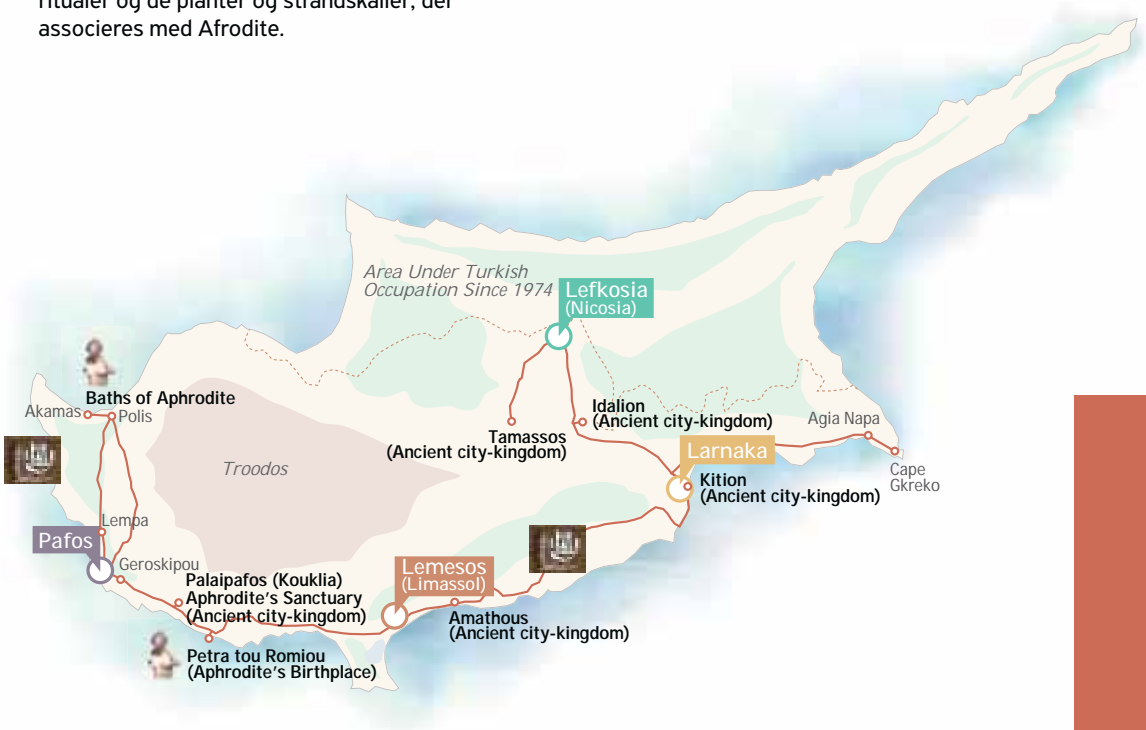 ritualer og de planter og strandskaller, der
associeres med Afrodite.
Area Under Turkish
Occupation Since 1974
Lefkosia
(Nicosia)
Baths of Aphrodite
Akamas
Polis
Idalion
(Ancient city-kingdom)
Agia Napa
Tamassos
(Ancient city-kingdom)
Larnaka
Troodos
Cape
Gkreko
Kition
(Ancient city-kingdom)
Lempa
Pafos
Geroskipou
Lemesos
(Limassol)
Palaipafos (Kouklia)
Aphrodite's Sanctuary
(Ancient city-kingdom)
Amathous
(Ancient city-kingdom)
Petra tou Romiou
(Aphrodite's Birthplace)